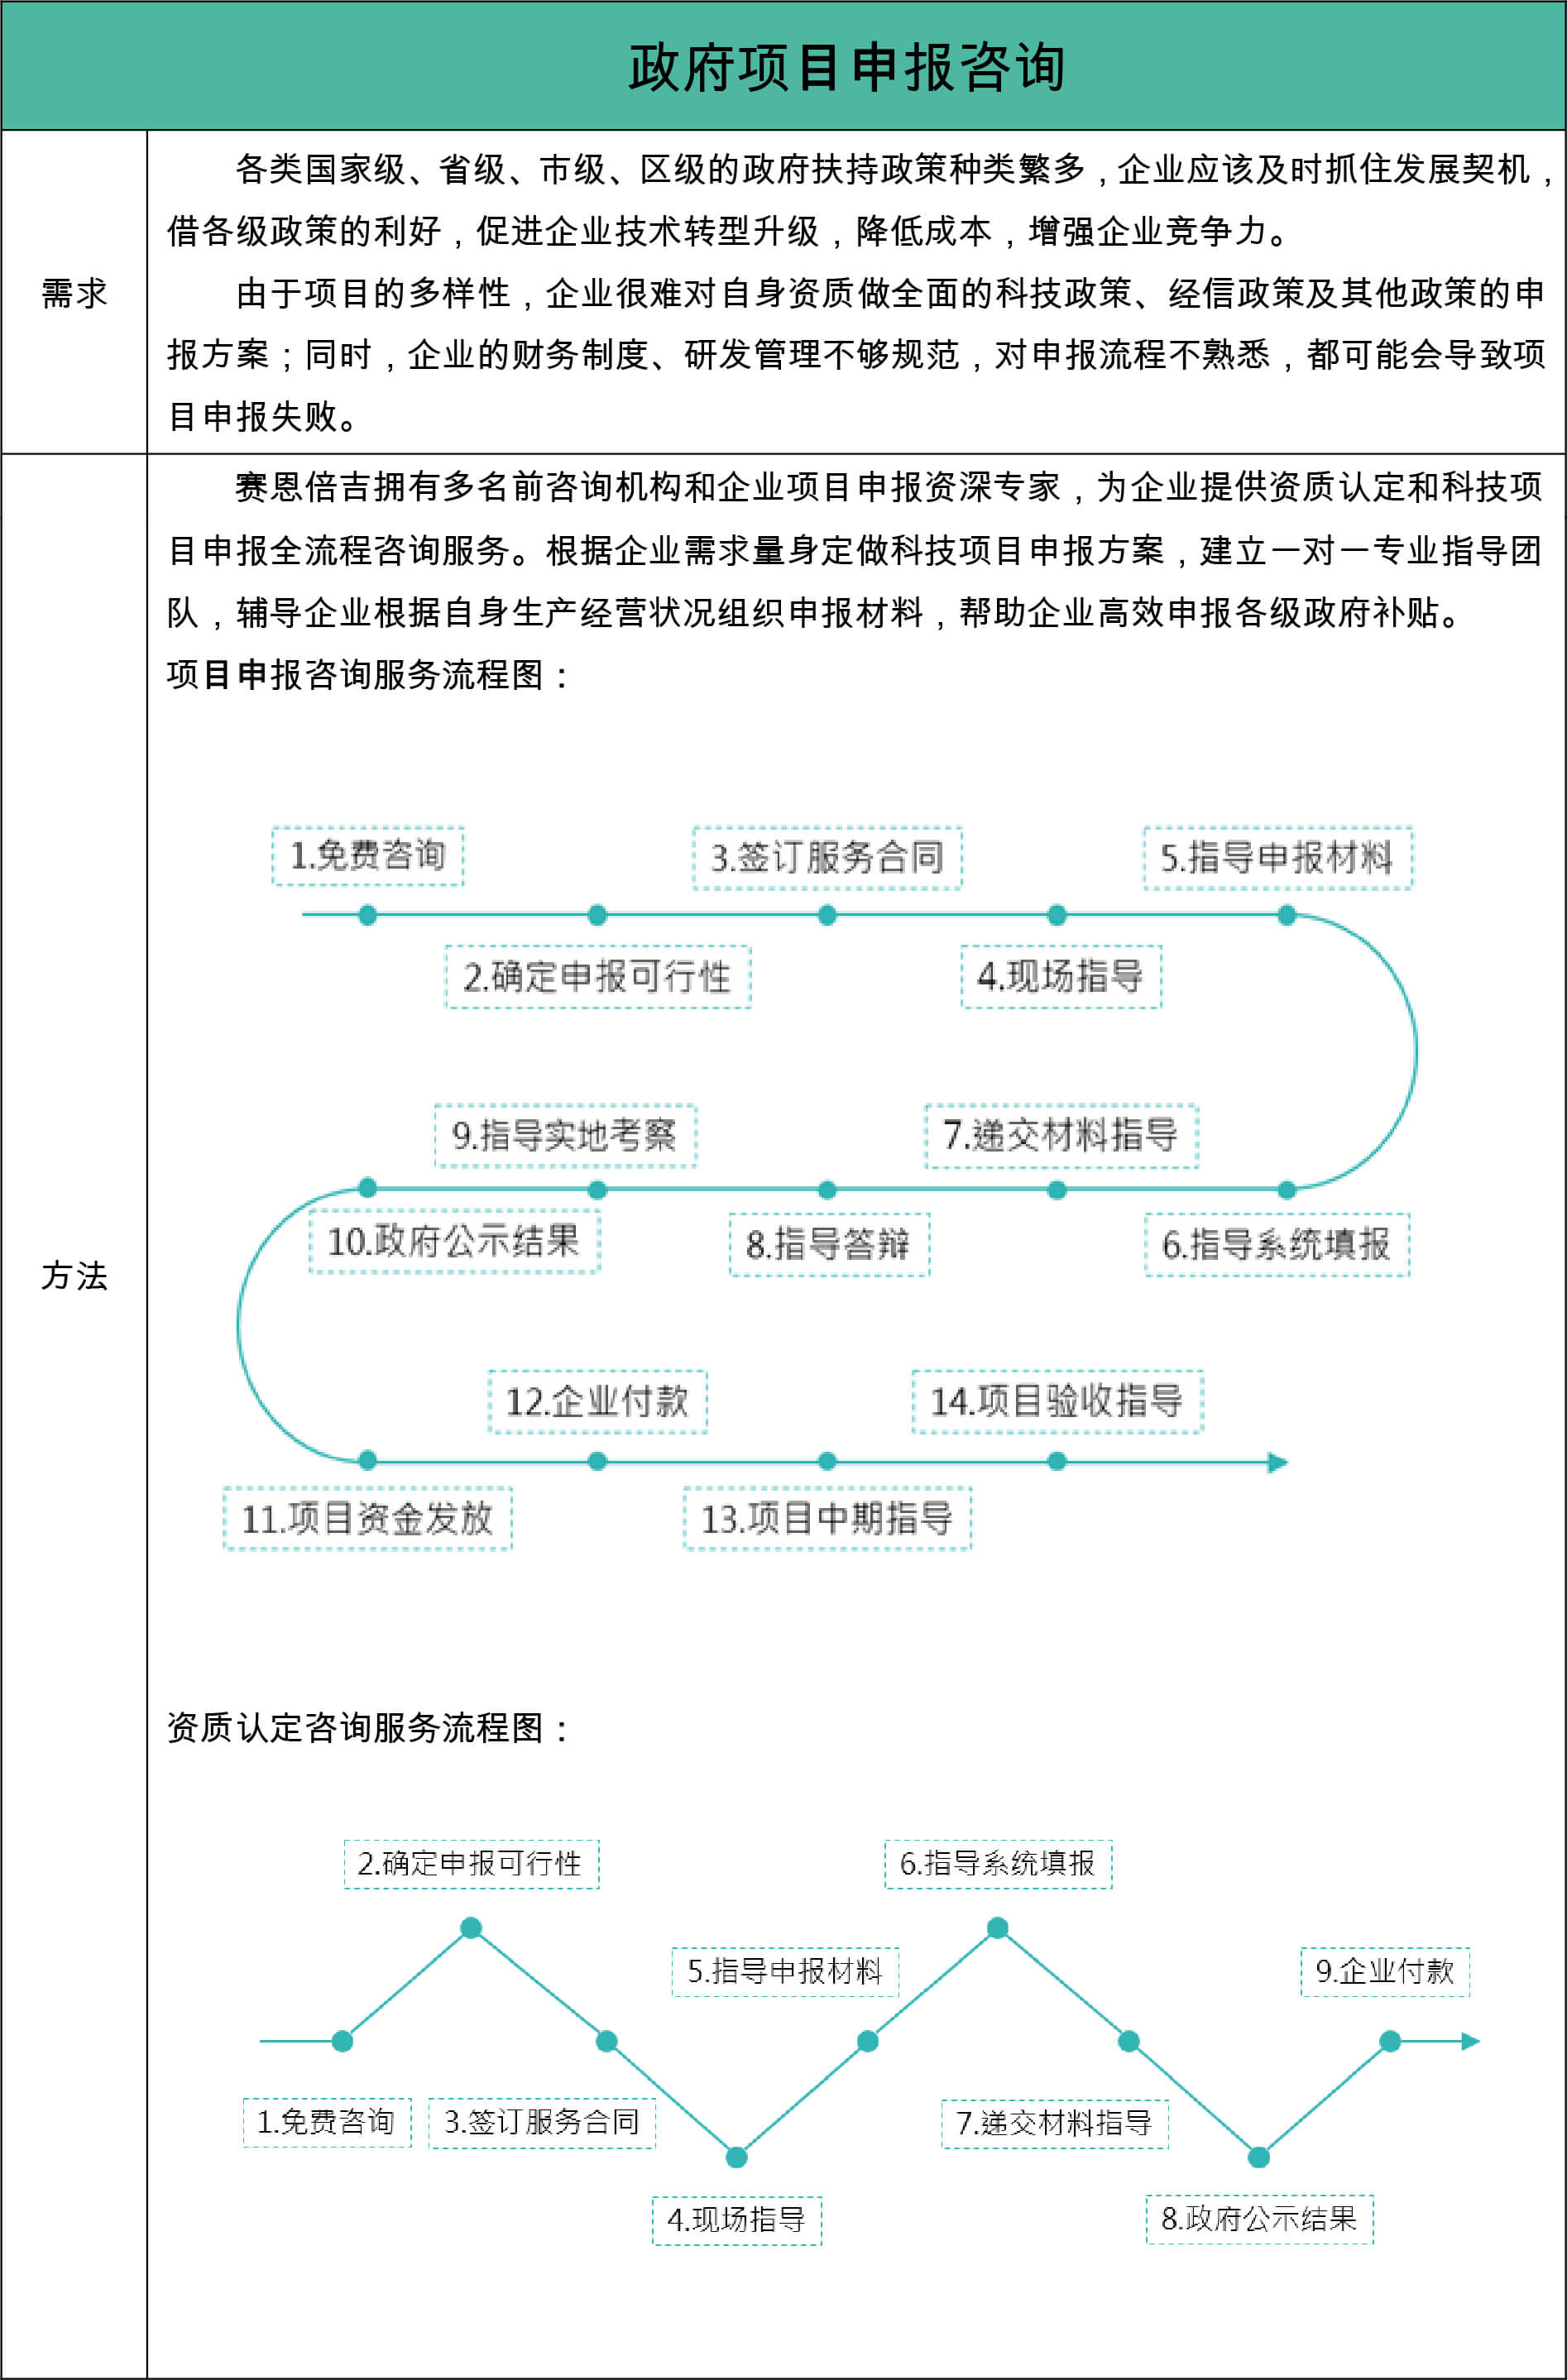 政府项目申报咨询
需求
各类国家级、省级、市级、区级的政府扶持政策种类繁多，企业应该及时抓住发展契机，
借各级政策的利好，促进企业技术转型升级，降低成本，增强企业竞争力。
由于项目的多样性，企业很难对自身资质做全面的科技政策、经信政策及其他政策的申
报方案；同时，企业的财务制度、研发管理不够规范，对申报流程不熟悉，都可能会导致项
目申报失败。
方法
赛恩倍吉拥有多名前咨询机构和企业项目申报资深专家，为企业提供资质认定和科技项
目申报全流程咨询服务。根据企业需求量身定做科技项目申报方案，建立一对一专业指导团
队，辅导企业根据自身生产经营状况组织申报材料，帮助企业高效申报各级政府补贴。
项目申报咨询服务流程图：
1.免费咨询
2.确定申报可行性
3.签订服务合同
4.现场指导
5.指导申报材料
6.指导系统填报
7.递交材料指导
8.指导答辩
9.指导实地考察
10.政府公示结果
11.项目资金发放
12.企业付款
13.项目中期指导
14.项目验收指导
资质认定咨询服务流程图：
1.免费咨询
2.确定申报可行性
3.签订服务合同
4.现场指导
5.指导申报材料
6.指导系统填报
7.递交材料指导
8.政府公示结果
9.企业付款